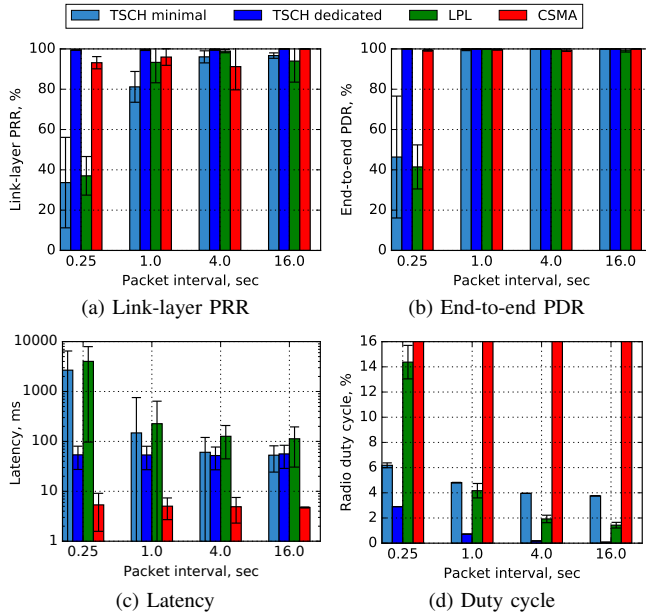 TSCH minimal TSCH dedicated LPL CSMA
100
80
60
40
20
0
Link-layer PRR, %
0.25 1.0 4.0 16.0
Packet interval, sec
(a) Link-layer PRR
100
80
60
40
20
0
End-to-end PDR, %
0.25 1.0 4.0 16.0
Packet interval, sec
(b) End-to-end PDR
10000
1000
100
10
1
Latency, ms
0.25 1.0 4.0 16.0
Packet interval, sec
(c) Latency
16
14
12
10
8
6
4
2
0
Radio duty cycle, %
0.25 1.0 4.0 16.0
Packet interval, sec
(d) Duty cycle